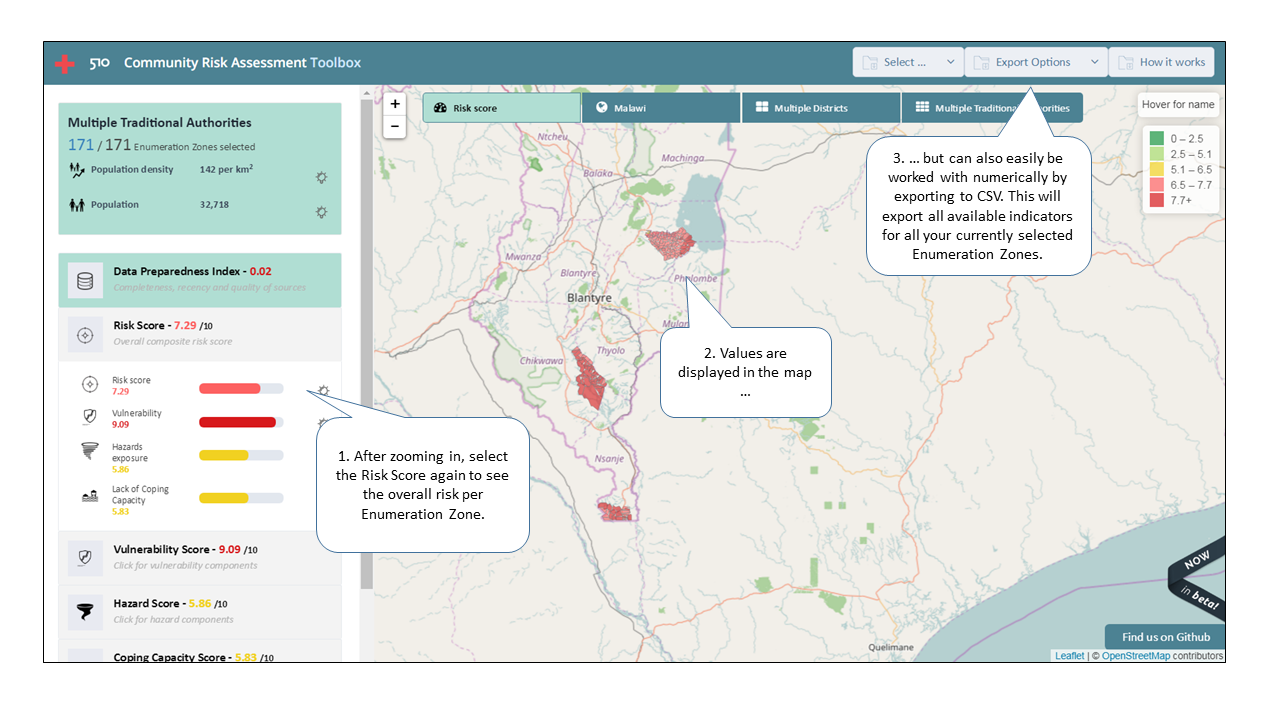 510 Community Risk Assessment Toolbox
Select ...
Export Options
How it works
Multiple Traditional Authorities
171 / 171 Enumeration Zones selected
Population density 142 per km²
Population 32,718
Data Preparedness Index - 0.02
Completeness, recency and quality of sources
Risk Score - 7.29 /10
Overall composite risk score
Risk score
7.29
Vulnerability
9.09
Hazards
exposure
5.86
Lack of Coping
Capacity
5.83
Vulnerability Score - 9.09 /10
Click for vulnerability components
Hazard Score - 5.86 /10
Click for hazard components
Coping Capacity Score - 5.83 /10
+
−
Risk score
Malawi
Multiple Districts
Multiple Traditional Authorities
Hover for name
0 – 2.5
2.5 – 5.1
5.1 – 6.5
6.5 – 7.7
7.7+
Ntcheu
Machinga
Balaka
Mwanza
Blantyre
Phalombe
Blantyre
Mulan
Thyolo
Chikwawa
Nsanje
Quelimane
1. After zooming in, select
the Risk Score again to see
the overall risk per
Enumeration Zone.
2. Values are
displayed in the map
...
3. ... but can also easily be
worked with numerically by
exporting to CSV. This will
export all available indicators
for all your currently selected
Enumeration Zones.
NOW
in beta!
Find us on Github
Leaflet | © OpenStreetMap contributors